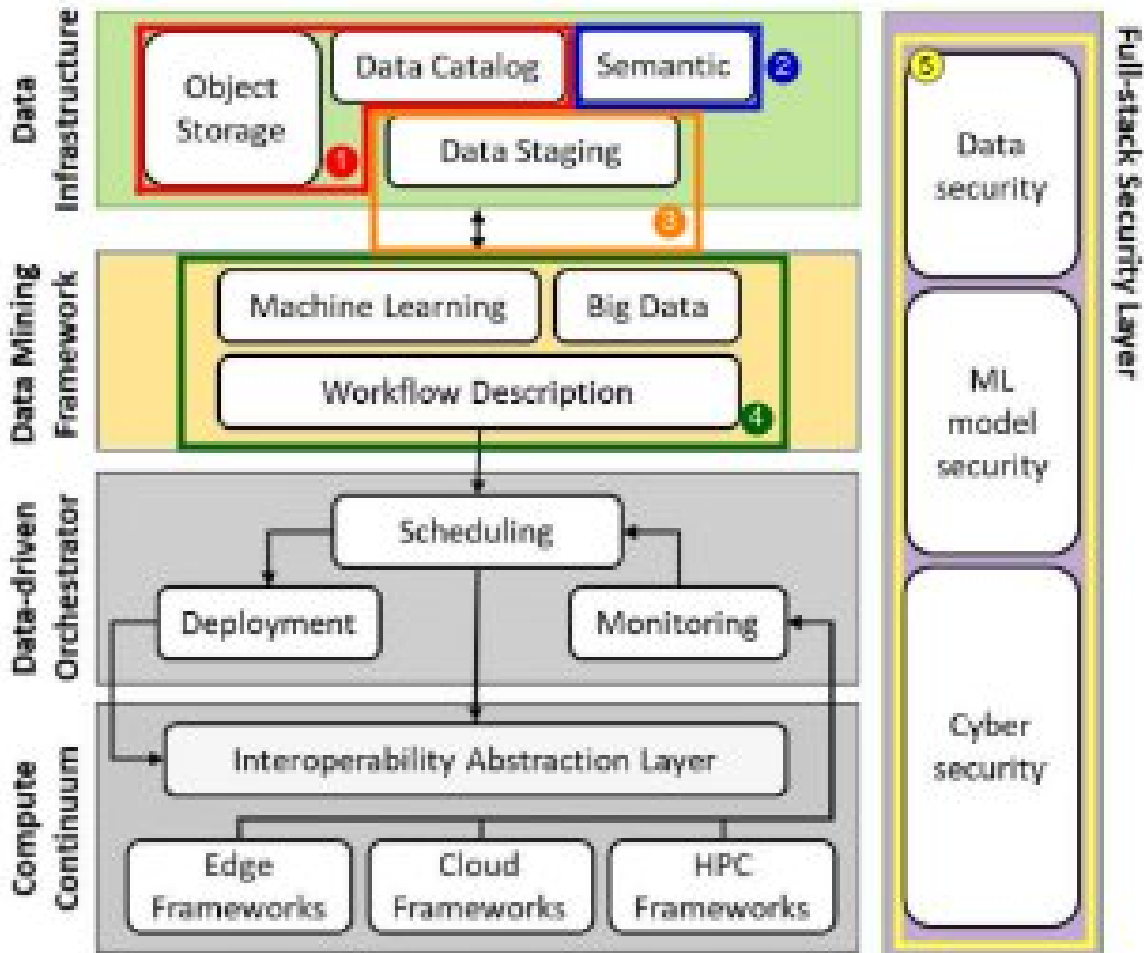 Data
Infrastructure
Object
Storage
1
Data Catalog
Semantic
2
Data Staging
3
Data Mining
Framework
Machine Learning
Big Data
Workflow Description
4
Data-driven
Orchestrator
Scheduling
Deployment
Monitoring
Compute
Continuum
Interoperability Abstraction Layer
Edge
Frameworks
Cloud
Frameworks
HPC
Frameworks
5
Data
security
ML
model
security
Cyber
security
Full-stack Security Layer